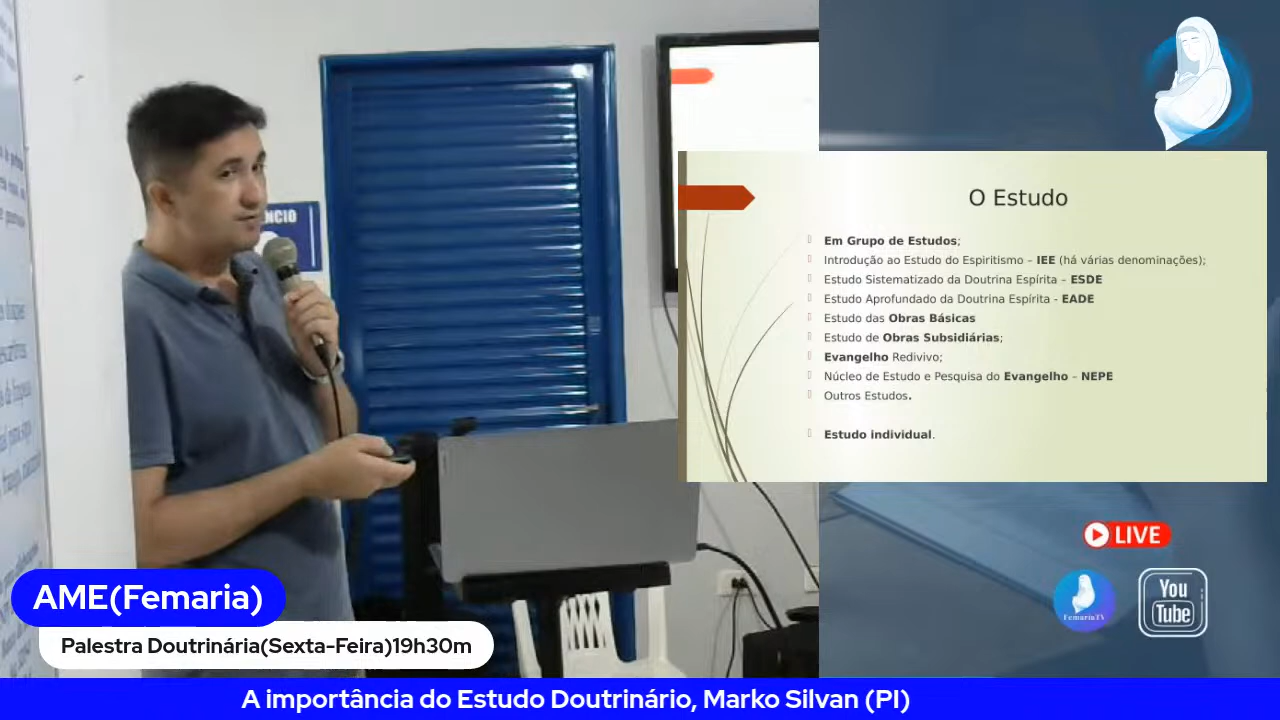 NCIO
O Estudo
Em Grupo de Estudos;
Introdução ao Estudo do Espiritismo – IEE (há várias denominações);
Estudo Sistematizado da Doutrina Espírita – ESDE
Estudo Aprofundado da Doutrina Espírita - EADE
Estudo das Obras Básicas
Estudo de Obras Subsidiárias;
Evangelho Redivivo;
Núcleo de Estudo e Pesquisa do Evangelho – NEPE
Outros Estudos.
Estudo individual.
LIVE
FemariaTV
You
Tube
AME(Femaria)
Palestra Doutrinária(Sexta-Feira)19h30m
A importância do Estudo Doutrinário, Marko Silvan (PI)